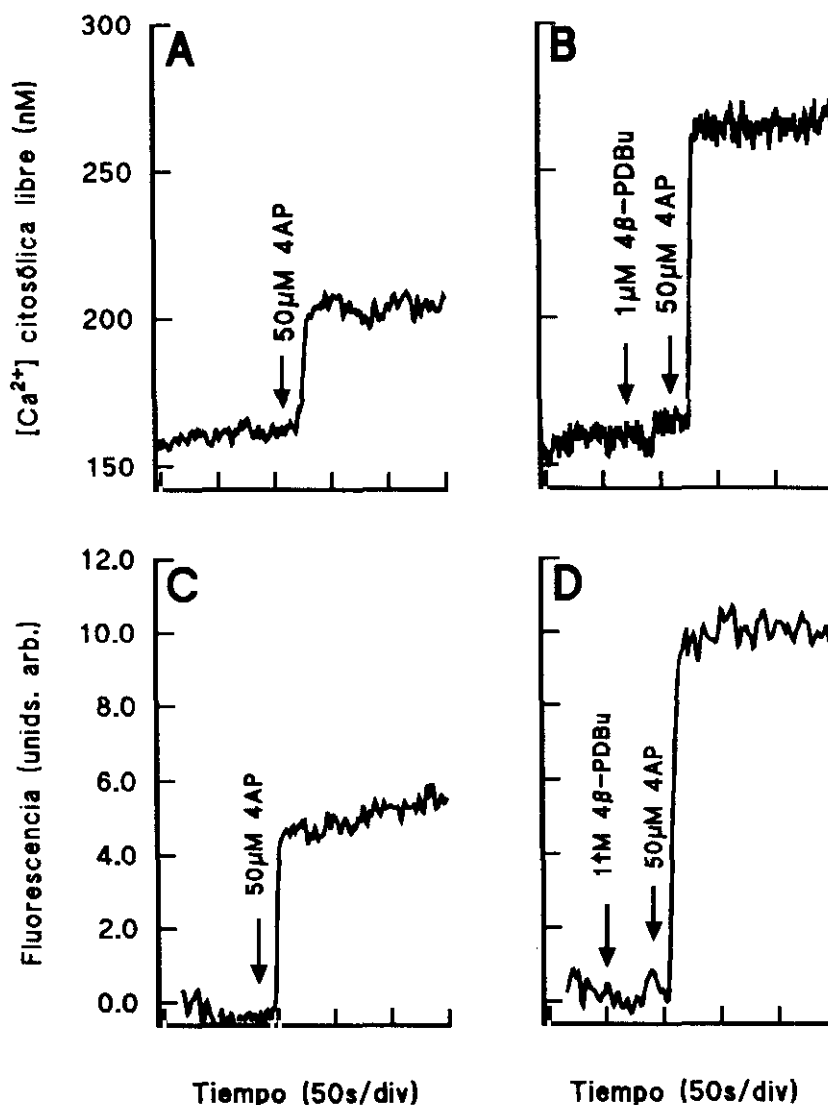 A
B
[Ca²⁺] citosólica libre (nM)
300
250
200
150
50µM 4AP
1µM 4β-PDBu
50µM 4AP
C
D
Fluorescencia (unids. arb.)
12.0
10.0
8.0
6.0
4.0
2.0
0.0
50µM 4AP
1↑M 4β-PDBu
50µM 4AP
Tiempo (50s/div)
Tiempo (50s/div)